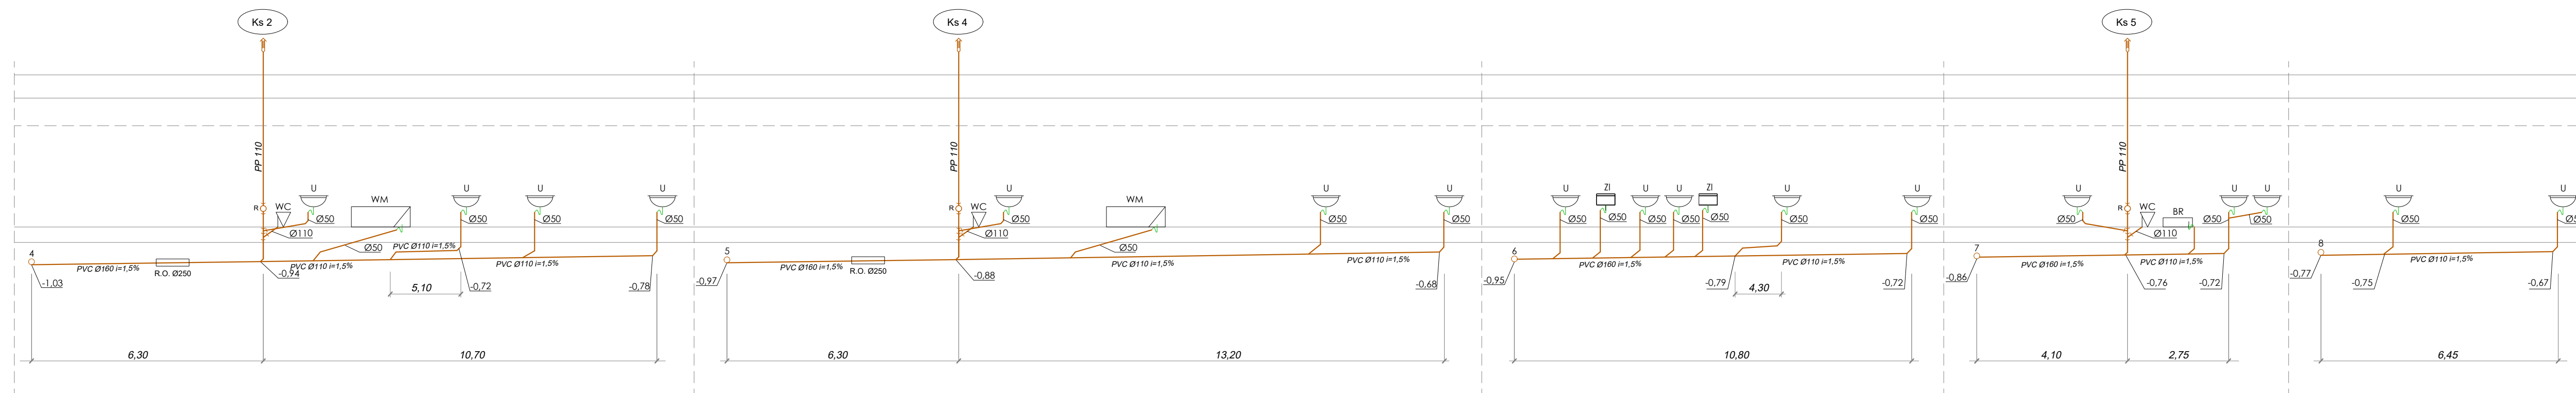 Ks 2
Ks 4
Ks 5
PP 110
PP 110
PP 110
U
WM
U
U
U
R
WC
Ø50
Ø50
Ø50
Ø50
Ø110
Ø50
PVC Ø110 i=1,5%
4
PVC Ø160 i=1,5%
R.O. Ø250
PVC Ø110 i=1,5%
PVC Ø110 i=1,5%
-0,94
-1,03
5,10
-0,72
-0,78
6,30
10,70
U
WM
U
U
R
WC
Ø50
Ø50
Ø50
Ø110
Ø50
5
PVC Ø160 i=1,5%
R.O. Ø250
PVC Ø110 i=1,5%
PVC Ø110 i=1,5%
-0,97
-0,88
-0,68
6,30
13,20
U
ZI
U
U
ZI
U
U
Ø50
Ø50
Ø50
Ø50
Ø50
Ø50
Ø50
6
PVC Ø160 i=1,5%
PVC Ø110 i=1,5%
-0,95
-0,79
4,30
-0,72
10,80
U
R
WC
BR
U
U
Ø50
Ø110
Ø50
Ø50
7
PVC Ø160 i=1,5%
PVC Ø110 i=1,5%
-0,86
-0,76
-0,72
4,10
2,75
U
U
Ø50
8
PVC Ø110 i=1,5%
-0,77
-0,75
-0,67
6,45